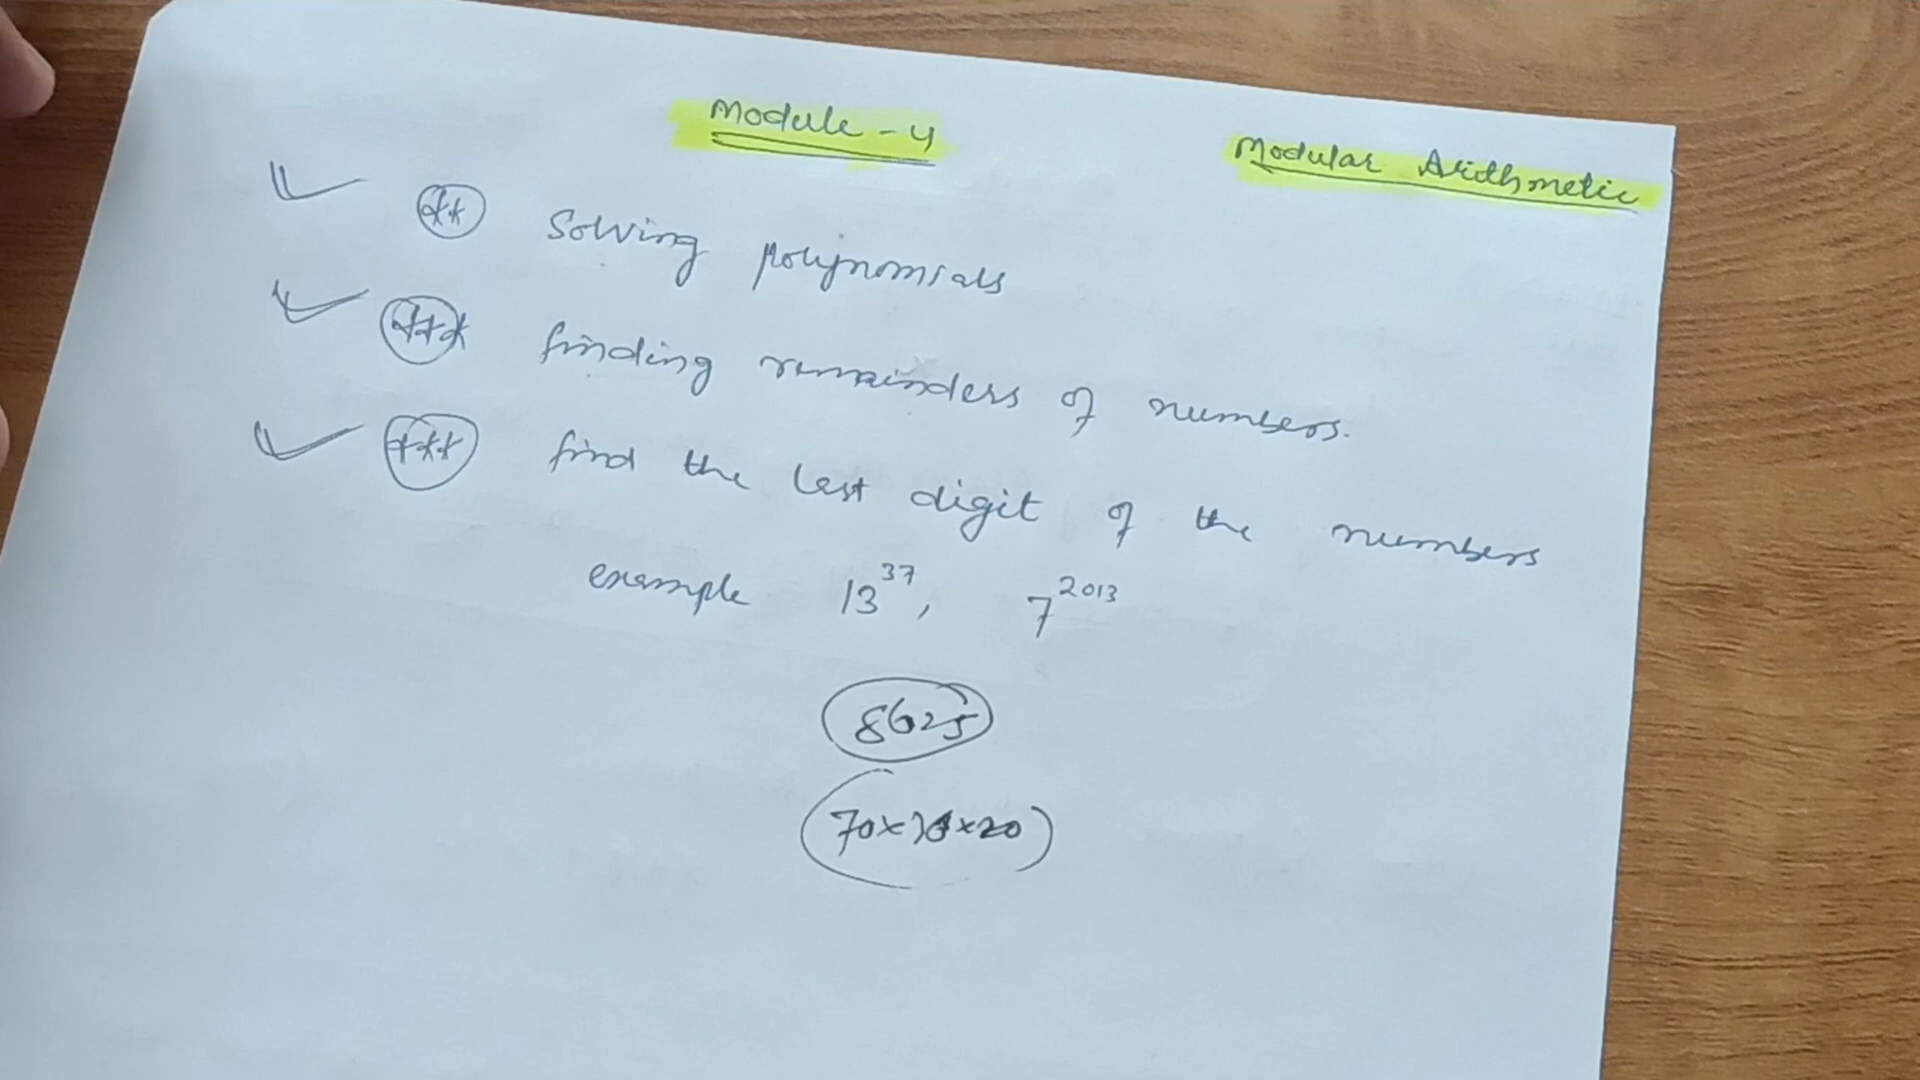 Module - 4
Modular Arithmetic
** Solving polynomials
*** finding remainders of numbers.
*** find the last digit of the numbers
example 13^37, 7^2013
8625